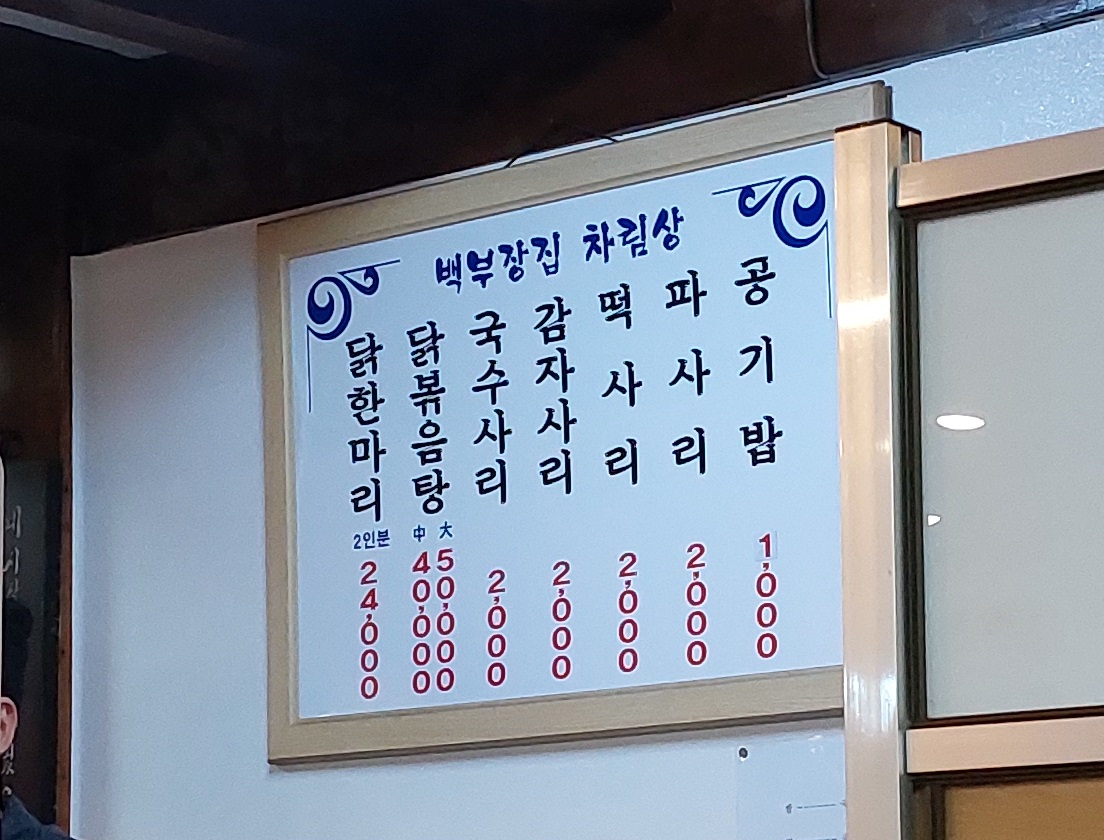 백부장집 차림상
닭한마리 2인분 24,000
닭볶음탕 中 40,000 大 50,000
국수사리 2,000
감자사리 2,000
떡사리 2,000
파사리 2,000
공기밥 1,000